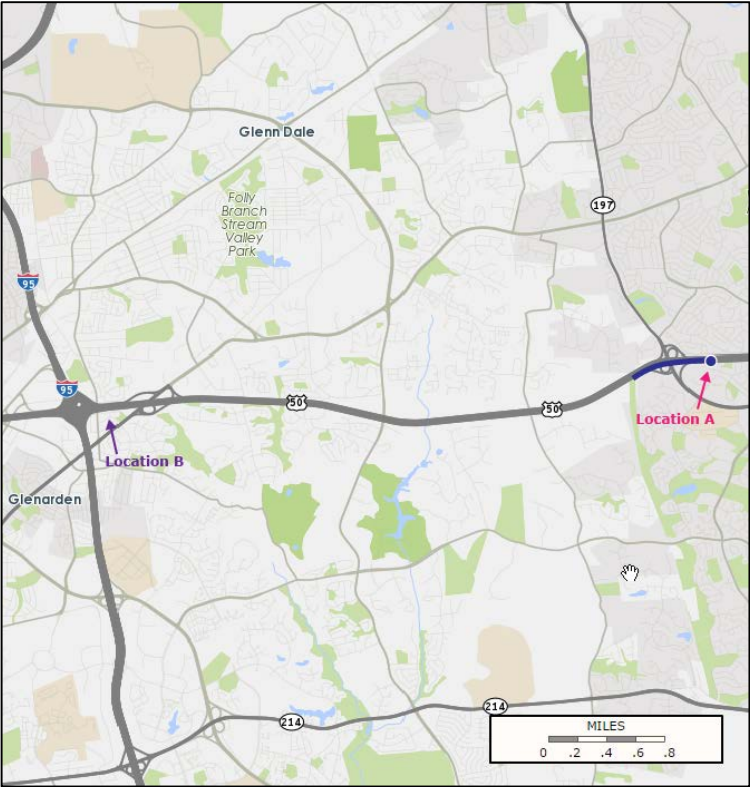 Glenn Dale
Folly
Branch
Stream
Valley
Park
197
95
95
50
50
Location A
Location B
Glenarden
214
214
MILES
0 .2 .4 .6 .8